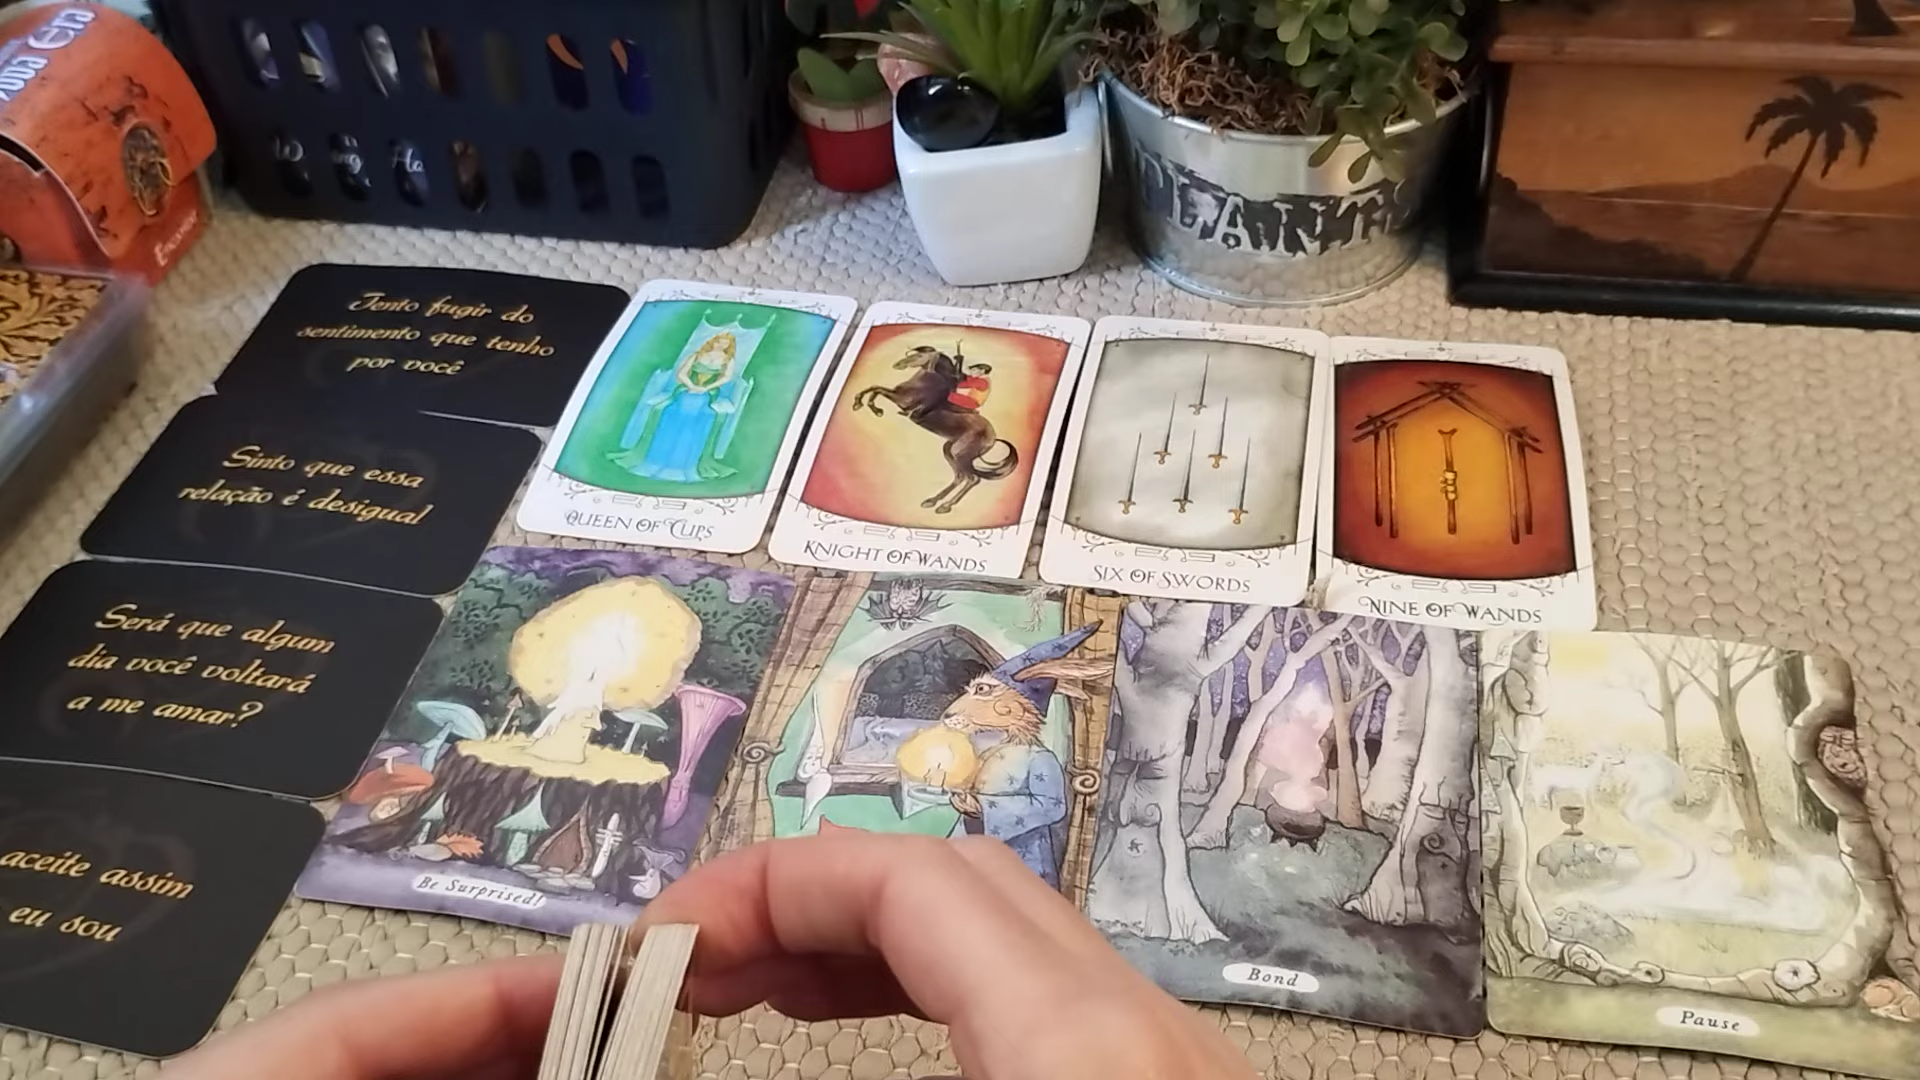 era
Tento fugir do
sentimento que tenho
por você
Sinto que essa
relação é desigual
Será que algum
dia você voltará
a me amar?
aceite assim
eu sou
QUEEN OF CUPS
KNIGHT OF WANDS
SIX OF SWORDS
NINE OF WANDS
Be Surprised!
Bond
Pause
PLANTS